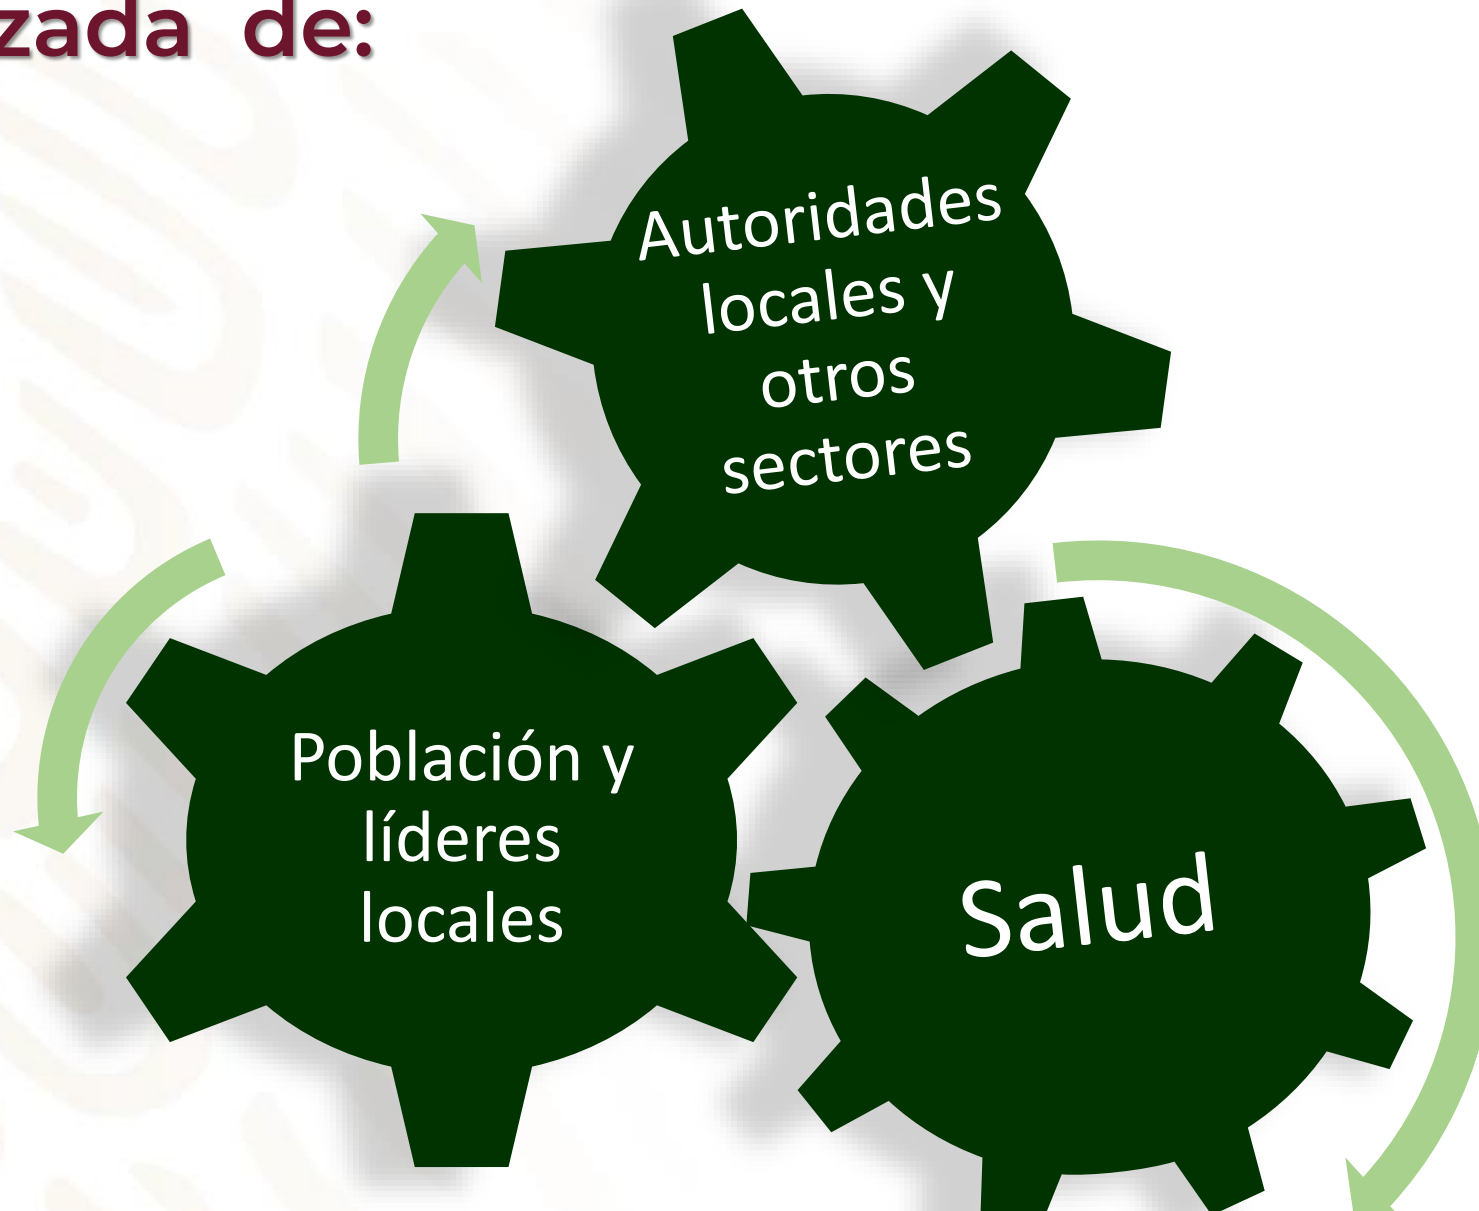 zada de:
Autoridades
locales y
otros
sectores
Población y
líderes
locales
Salud